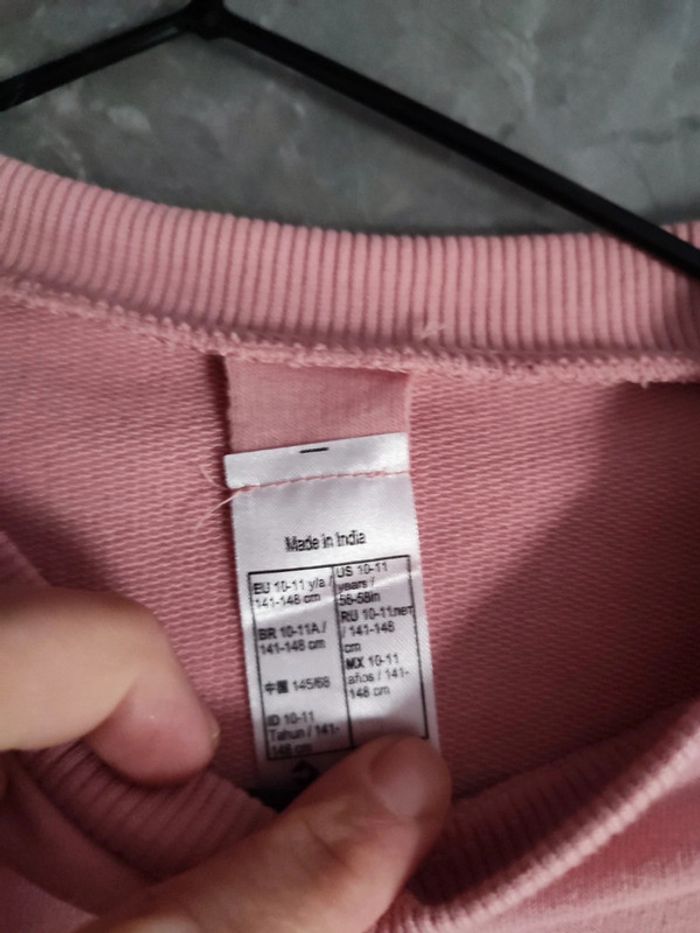 Made in India
EU 10-11 y/a /
141-148 cm
BR 10-11A /
141-148 cm
中國 145/68
ID 10-11
Tahun / 141-
148 cm
US 10-11
years /
56-58in
RU 10-11лет
/ 141-148
cm
MX 10-11
años / 141-
148 cm